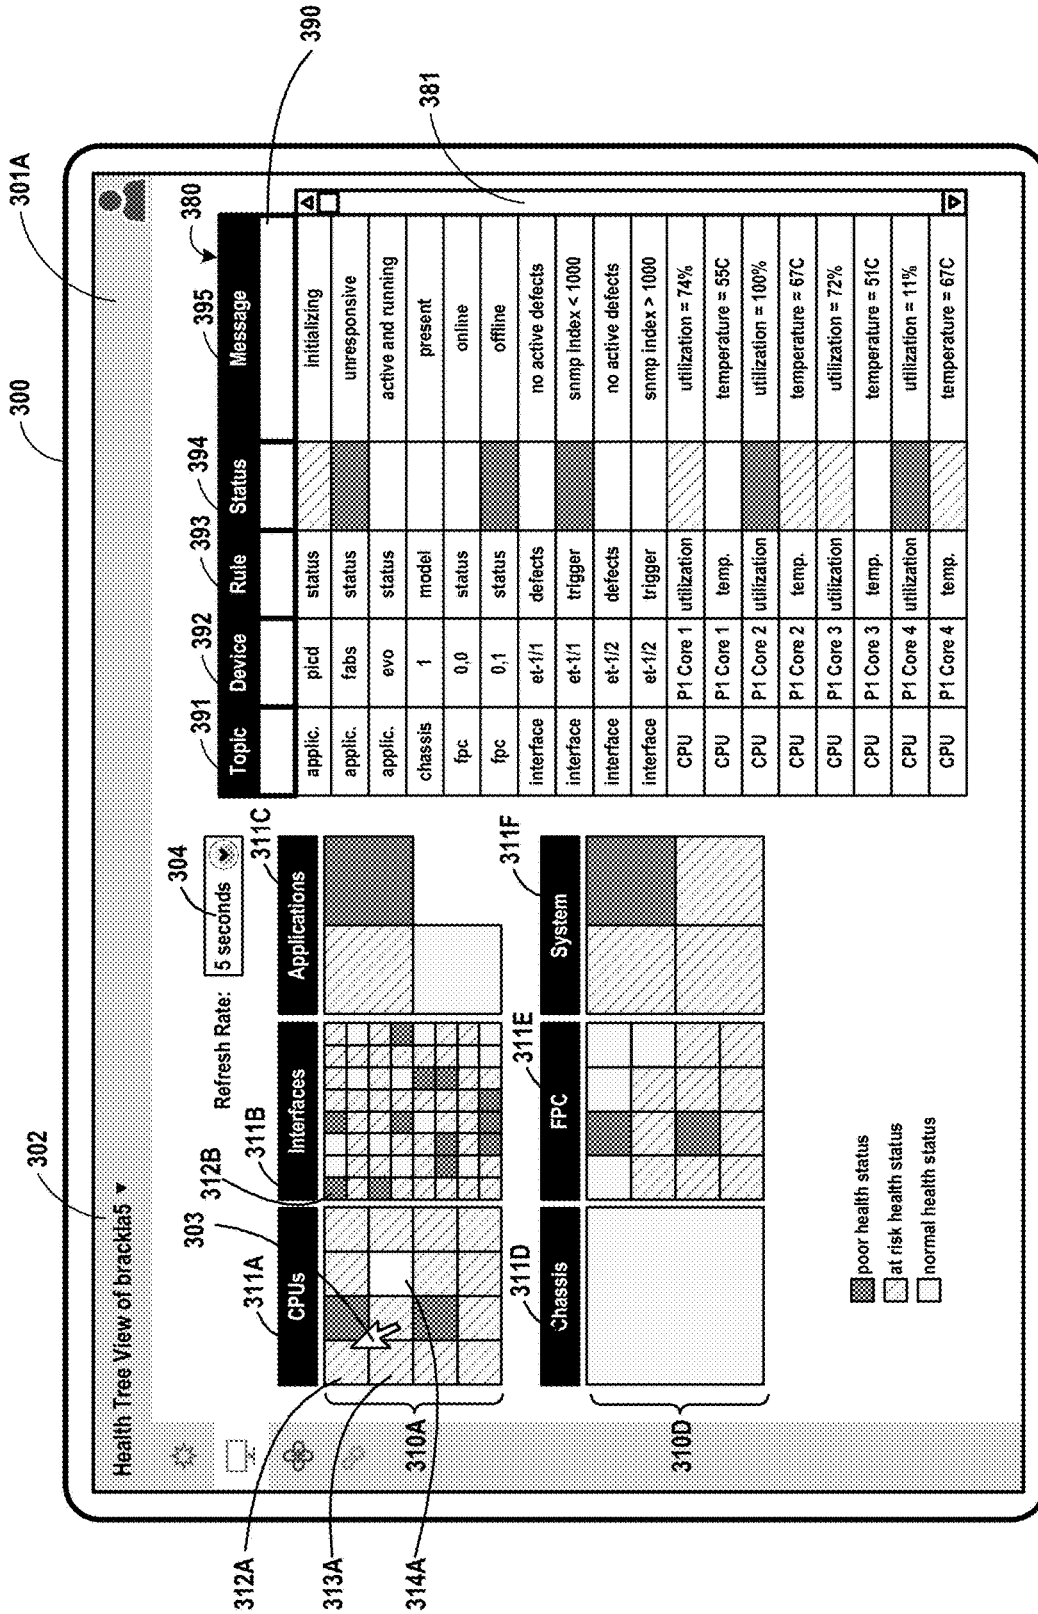 300
301A
302
Health Tree View of brackla5 ▼
Refresh Rate:
5 seconds
304
303
311A
CPUs
312B
311B
Interfaces
311C
Applications
312A
313A
314A
310A
311D
Chassis
311E
FPC
311F
System
310D
poor health status
at risk health status
normal health status
391 392 393 394 395 380
390
381
Topic Device Rule Status Message
applic. picd status initializing
applic. fabs status unresponsive
applic. evo status active and running
chassis 1 model present
fpc 0,0 status online
fpc 0,1 status offline
interface et-1/1 defects no active defects
interface et-1/1 trigger snmp index < 1000
interface et-1/2 defects no active defects
interface et-1/2 trigger snmp index > 1000
CPU P1 Core 1 utilization utilization = 74%
CPU P1 Core 1 temp. temperature = 55C
CPU P1 Core 2 utilization utilization = 100%
CPU P1 Core 2 temp. temperature = 67C
CPU P1 Core 3 utilization utilization = 72%
CPU P1 Core 3 temp. temperature = 51C
CPU P1 Core 4 utilization utilization = 11%
CPU P1 Core 4 temp. temperature = 67C